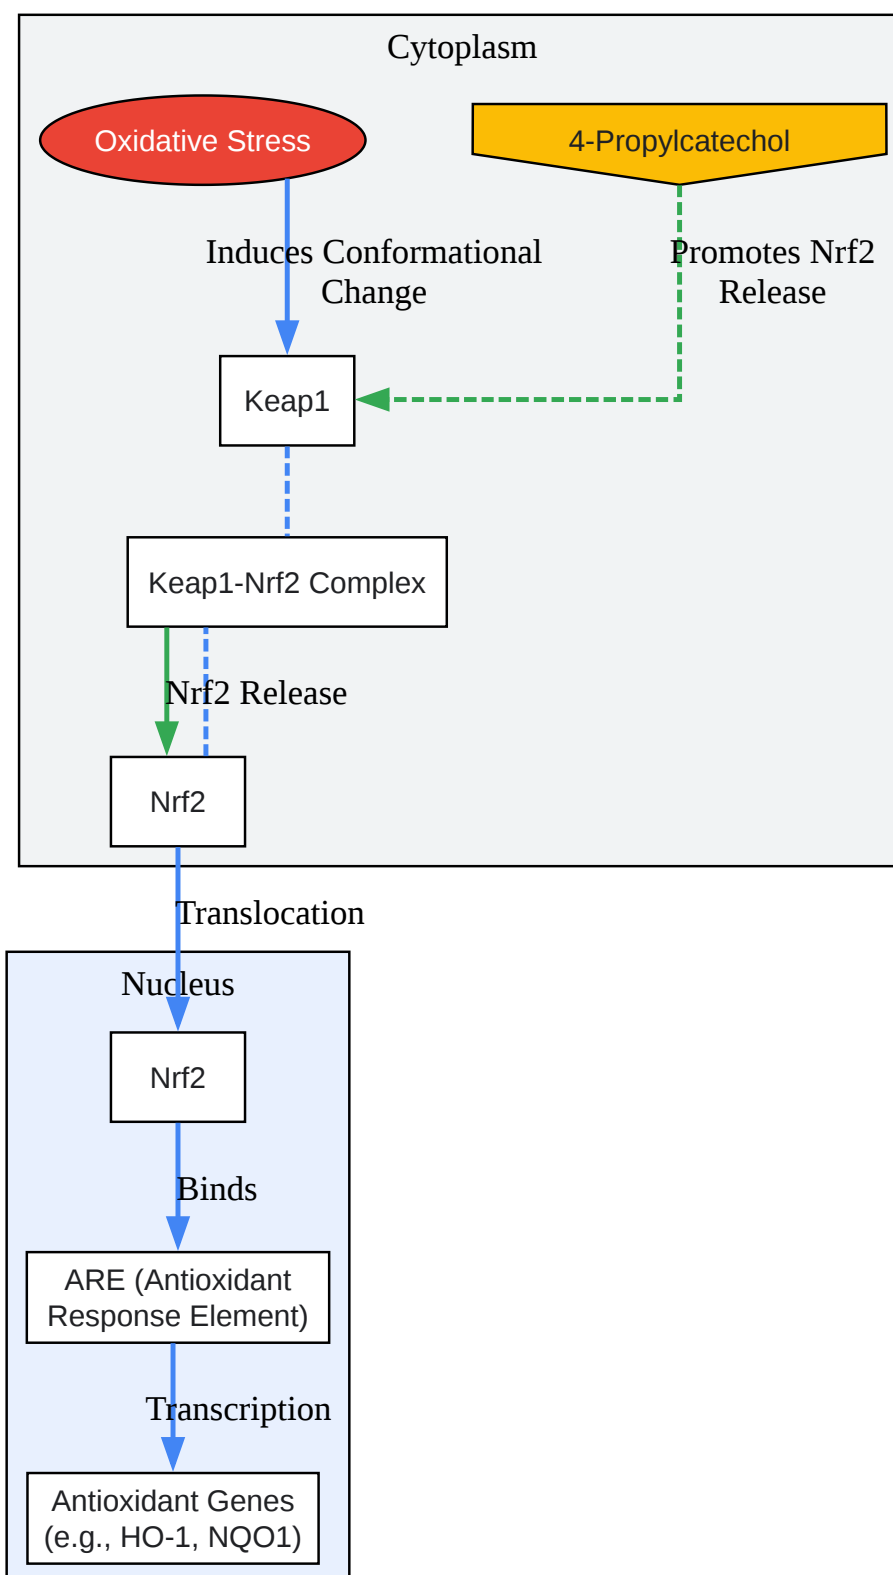 Cytoplasm
Oxidative Stress
4-Propylcatechol
Induces Conformational
Change
Promotes Nrf2
Release
Keap1
Keap1-Nrf2 Complex
Nrf2 Release
Nrf2
Translocation
Nucleus
Nrf2
Binds
ARE (Antioxidant
Response Element)
Transcription
Antioxidant Genes
(e.g., HO-1, NQO1)